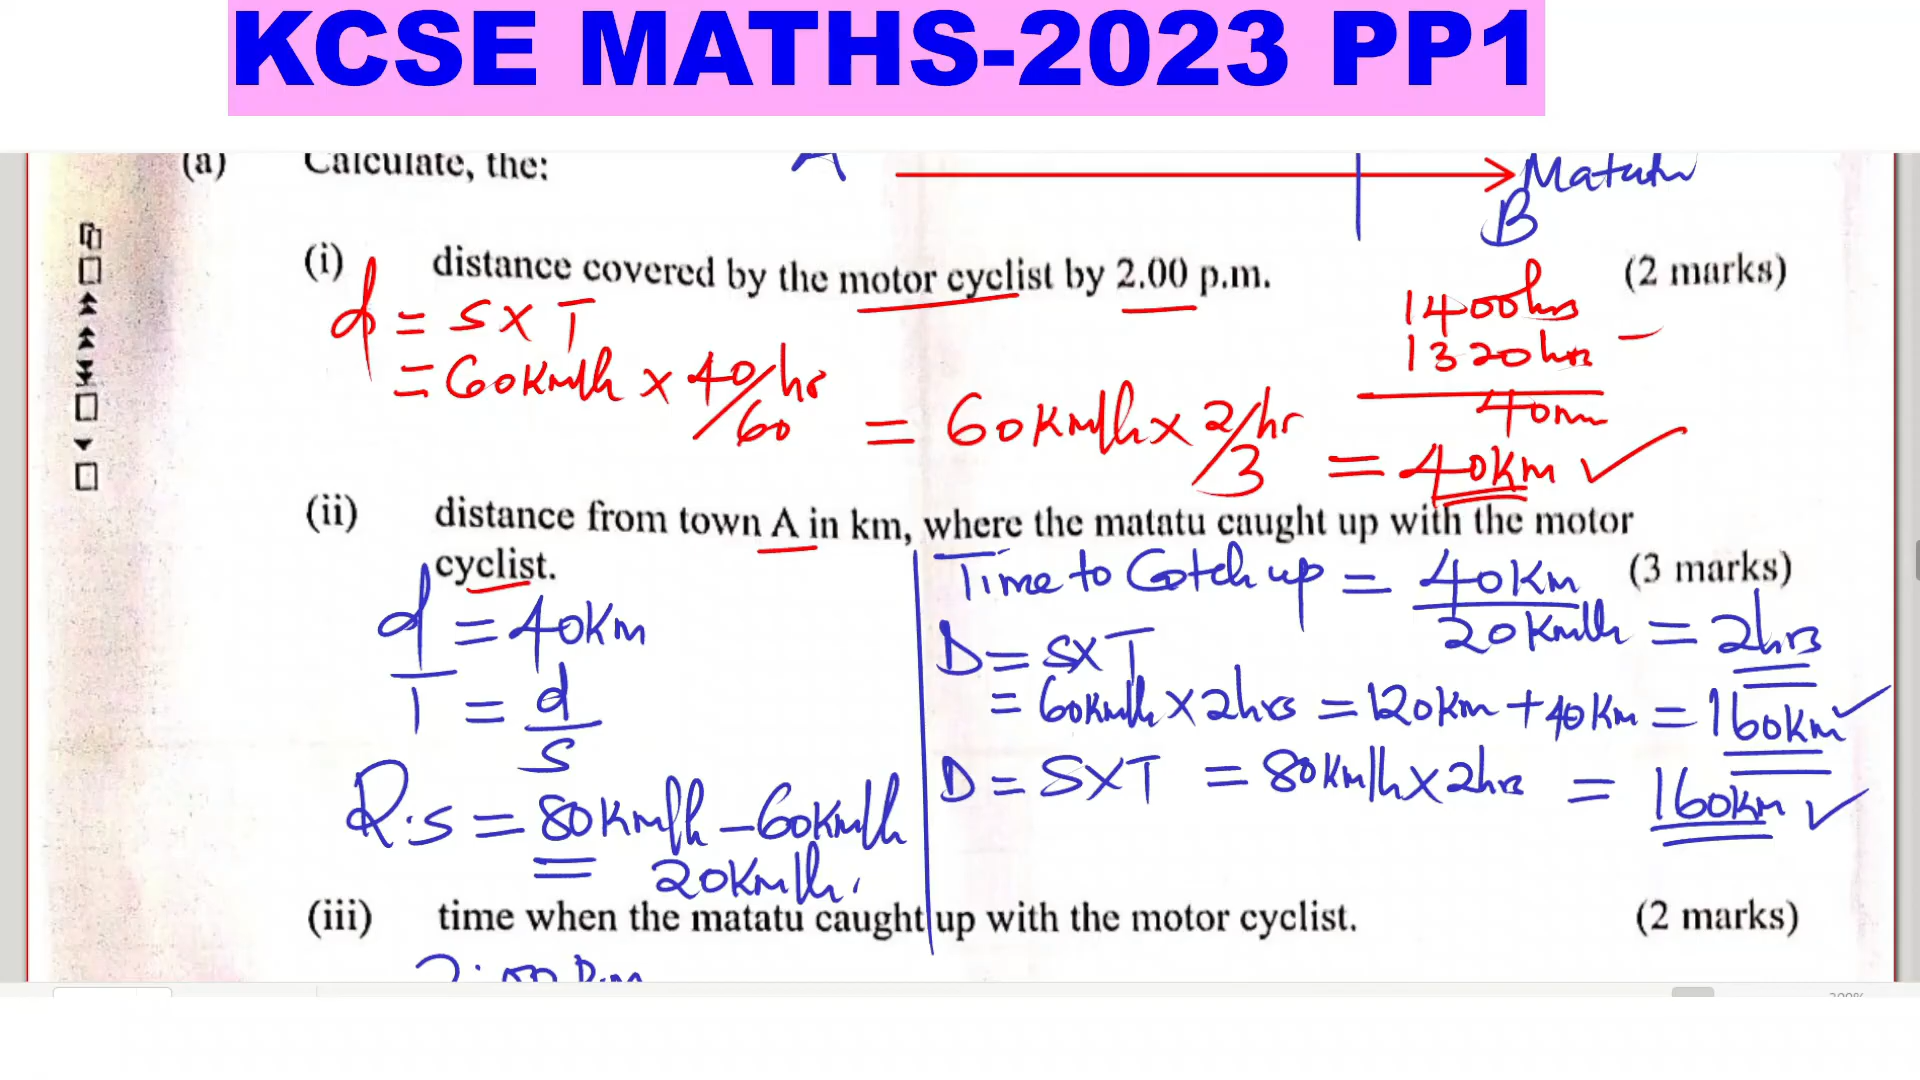 KCSE MATHS-2023 PP1
(a) Calculate, the:
A
Matatu
B
(i) distance covered by the motor cyclist by 2.00 p.m. (2 marks)
d = S X T
= 60Km/h x 40/60 hr = 60Km/h x 2/3 hr = 40Km ✓
1400hrs
1320hrs -
40min
(ii) distance from town A in km, where the matatu caught up with the motor
cyclist. (3 marks)
d = 40Km
T = d/s
R.S = 80Km/h - 60Km/h
20Km/h.
Time to Catch up = 40Km / 20Km/h = 2hrs
D = SXT
= 60Km/h x 2hrs = 120Km + 40Km = 160Km ✓
D = SXT = 80Km/h x 2hrs = 160Km ✓
(iii) time when the matatu caught up with the motor cyclist. (2 marks)
2:00 P.m